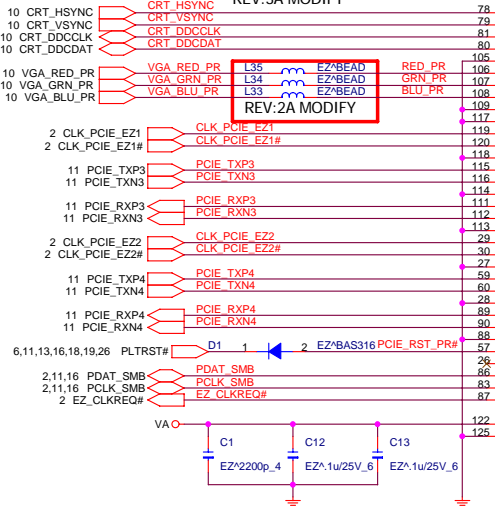 REV:3A MODIFY
10 CRT_HSYNC CRT_HSYNC 78
10 CRT_VSYNC CRT_VSYNC 79
10 CRT_DDCCLK CRT_DDCCLK 81
10 CRT_DDCDAT CRT_DDCDAT 80
105
10 VGA_RED_PR VGA_RED_PR L35 EZ^BEAD RED_PR 106
10 VGA_GRN_PR VGA_GRN_PR L34 EZ^BEAD GRN_PR 107
10 VGA_BLU_PR VGA_BLU_PR L33 EZ^BEAD BLU_PR 108
REV:2A MODIFY 109
117
2 CLK_PCIE_EZ1 CLK_PCIE_EZ1 119
2 CLK_PCIE_EZ1# CLK_PCIE_EZ1# 120
118
11 PCIE_TXP3 PCIE_TXP3 115
11 PCIE_TXN3 PCIE_TXN3 116
114
11 PCIE_RXP3 PCIE_RXP3 111
11 PCIE_RXN3 PCIE_RXN3 112
113
2 CLK_PCIE_EZ2 CLK_PCIE_EZ2 29
2 CLK_PCIE_EZ2# CLK_PCIE_EZ2# 30
27
11 PCIE_TXP4 PCIE_TXP4 59
11 PCIE_TXN4 PCIE_TXN4 60
28
11 PCIE_RXP4 PCIE_RXP4 89
11 PCIE_RXN4 PCIE_RXN4 90
88
6,11,13,16,18,19,26 PLTRST# D1 1 2 EZ^BAS316 PCIE_RST_PR# 57
26
2,11,16 PDAT_SMB PDAT_SMB 86
2,11,16 PCLK_SMB PCLK_SMB 83
2 EZ_CLKREQ# EZ_CLKREQ# 87
VA 122
125
C1 C12 C13
EZ^2200p_4 EZ^.1u/25V_6 EZ^.1u/25V_6